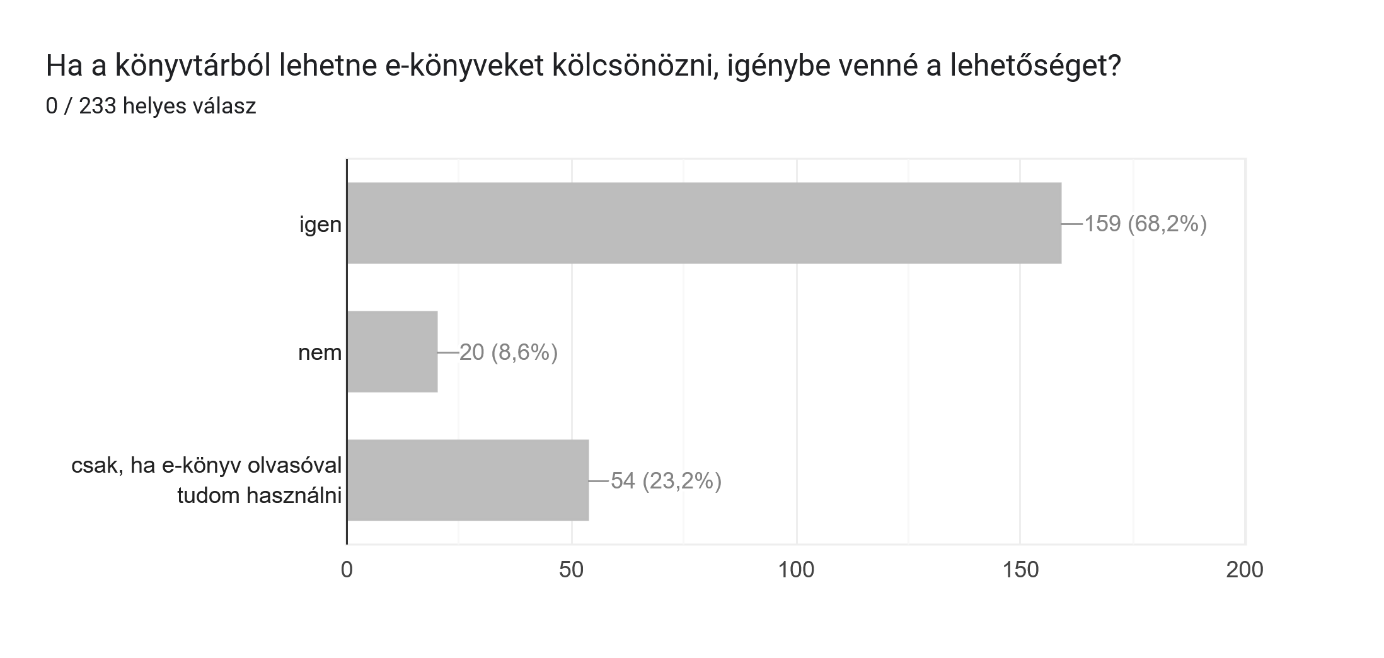 Ha a könyvtárból lehetne e-könyveket kölcsönözni, igénybe venné a lehetőséget?
0 / 233 helyes válasz
igen
159 (68,2%)
nem
20 (8,6%)
csak, ha e-könyv olvasóval
tudom használni
54 (23,2%)
0
50
100
150
200